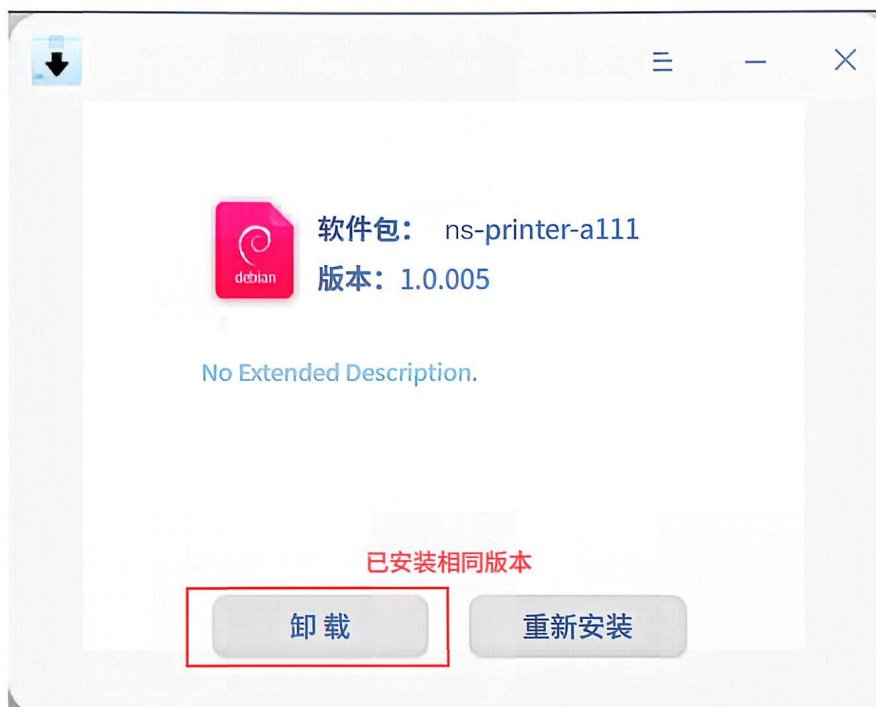 软件包： ns-printer-a111
debian
版本：1.0.005
No Extended Description.
已安装相同版本
卸 载
重新安装